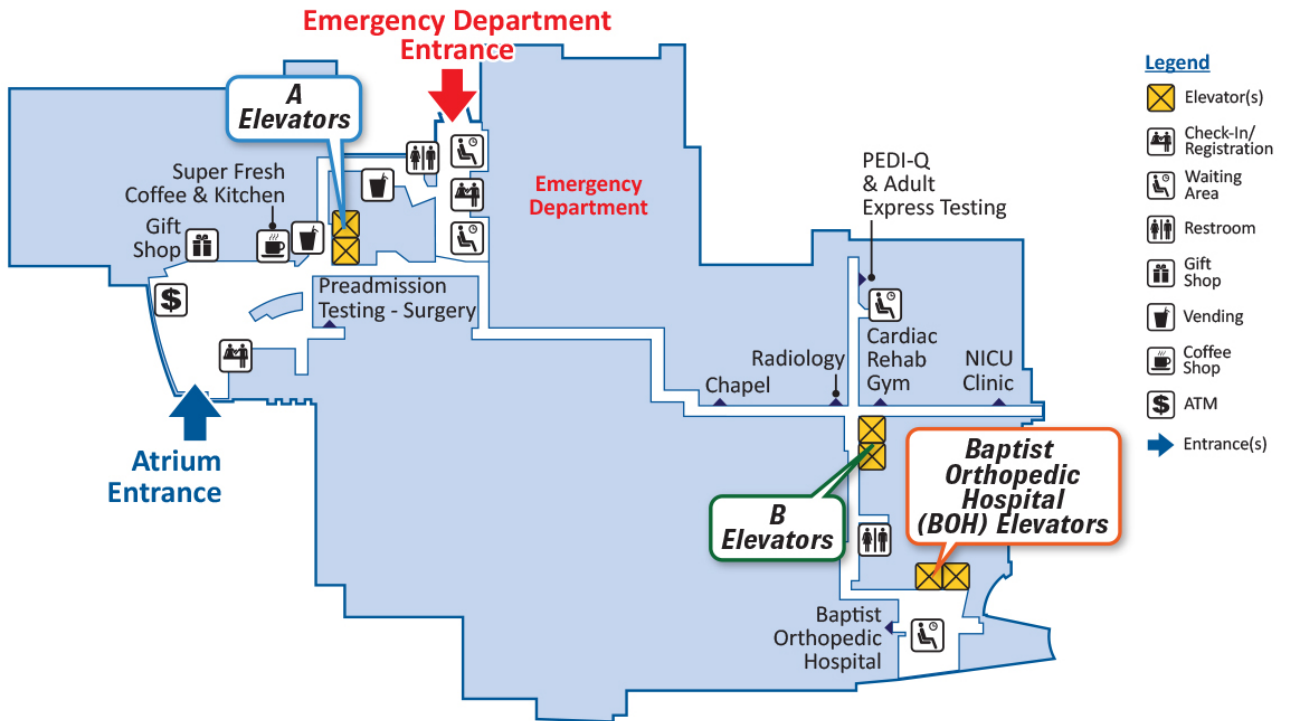 Emergency Department
Entrance
A
Elevators
Super Fresh
Coffee & Kitchen
Gift
Shop
$
Preadmission
Testing - Surgery
Atrium
Entrance
Emergency
Department
PEDI-Q
& Adult
Express Testing
Cardiac
Rehab
Gym
Radiology
Chapel
NICU
Clinic
B
Elevators
Baptist
Orthopedic
Hospital
(BOH) Elevators
Baptist
Orthopedic
Hospital
Legend
Elevator(s)
Check-In/
Registration
Waiting
Area
Restroom
Gift
Shop
Vending
Coffee
Shop
$ ATM
Entrance(s)